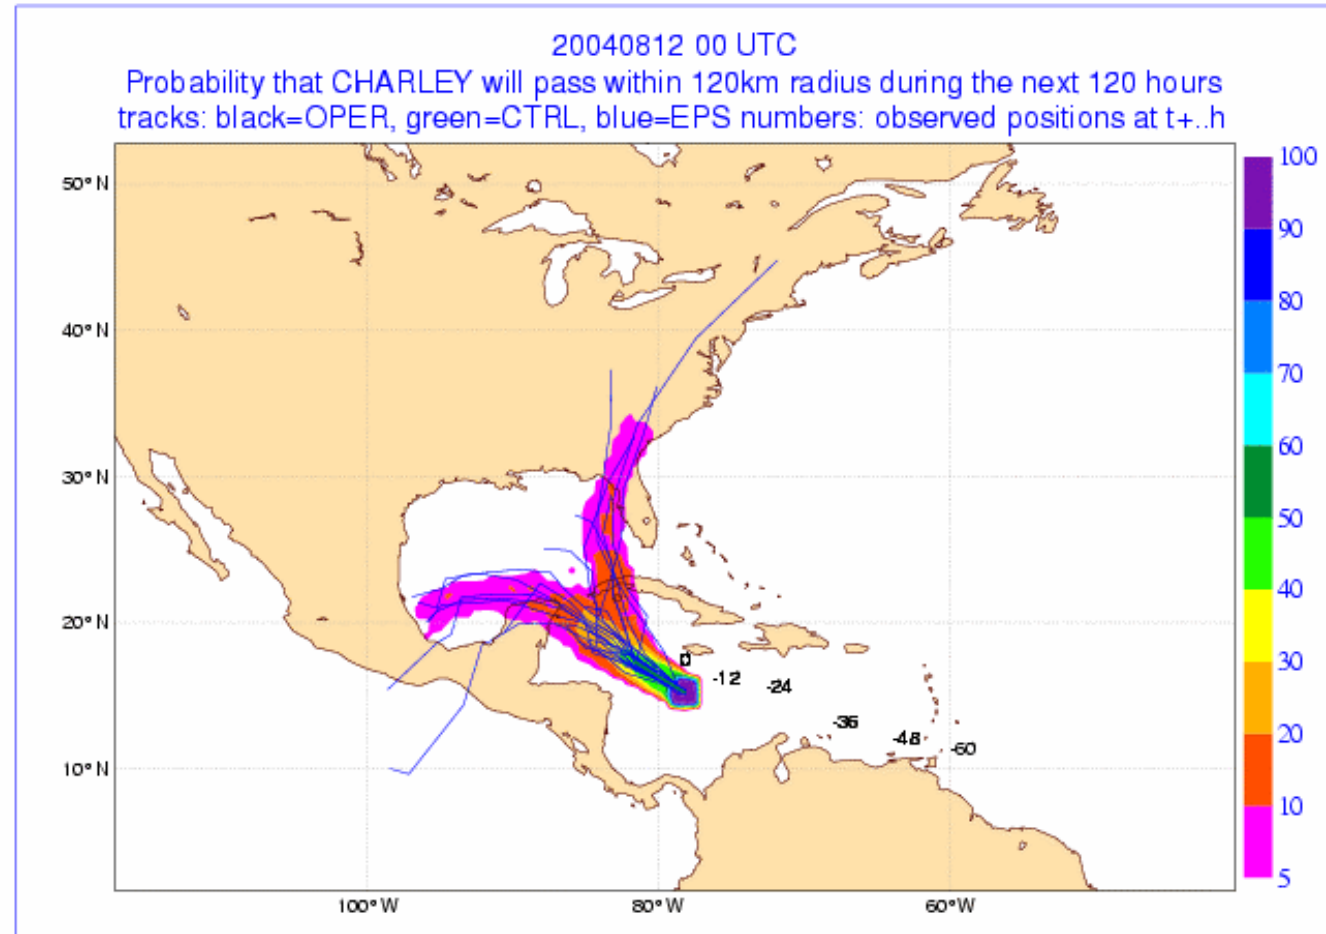 20040812 00 UTC
Probability that CHARLEY will pass within 120km radius during the next 120 hours
tracks: black=OPER, green=CTRL, blue=EPS numbers: observed positions at t+..h
50°N
40°N
30°N
20°N
10°N
100°W
80°W
60°W
0
-12
-24
-36
-48
-60
100
90
80
70
60
50
40
30
20
10
5